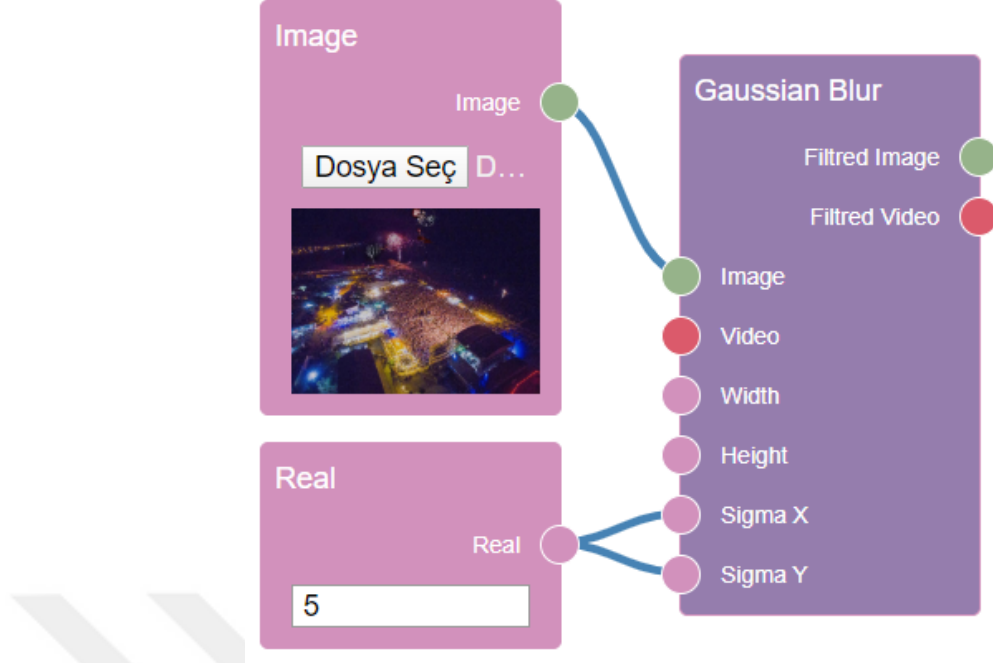 Image
Image
Dosya Seç D...
Real
Real
5
Gaussian Blur
Filtred Image
Filtred Video
Image
Video
Width
Height
Sigma X
Sigma Y